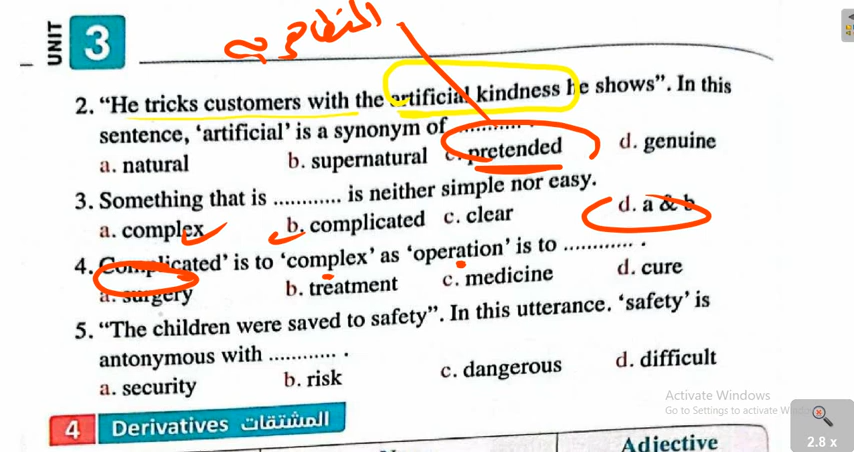 UNIT 3
المتظاهر به
2. “He tricks customers with the artificial kindness he shows”. In this
sentence, ‘artificial’ is a synonym of ............ .
a. natural b. supernatural c. pretended d. genuine
3. Something that is ............ is neither simple nor easy.
a. complex b. complicated c. clear d. a & b
4. ‘Complicated’ is to ‘complex’ as ‘operation’ is to ............ .
a. surgery b. treatment c. medicine d. cure
5. “The children were saved to safety”. In this utterance. ‘safety’ is
antonymous with ............ .
a. security b. risk c. dangerous d. difficult
Activate Windows
Go to Settings to activate
4 Derivatives المشتقات
2.8 x
Adjective